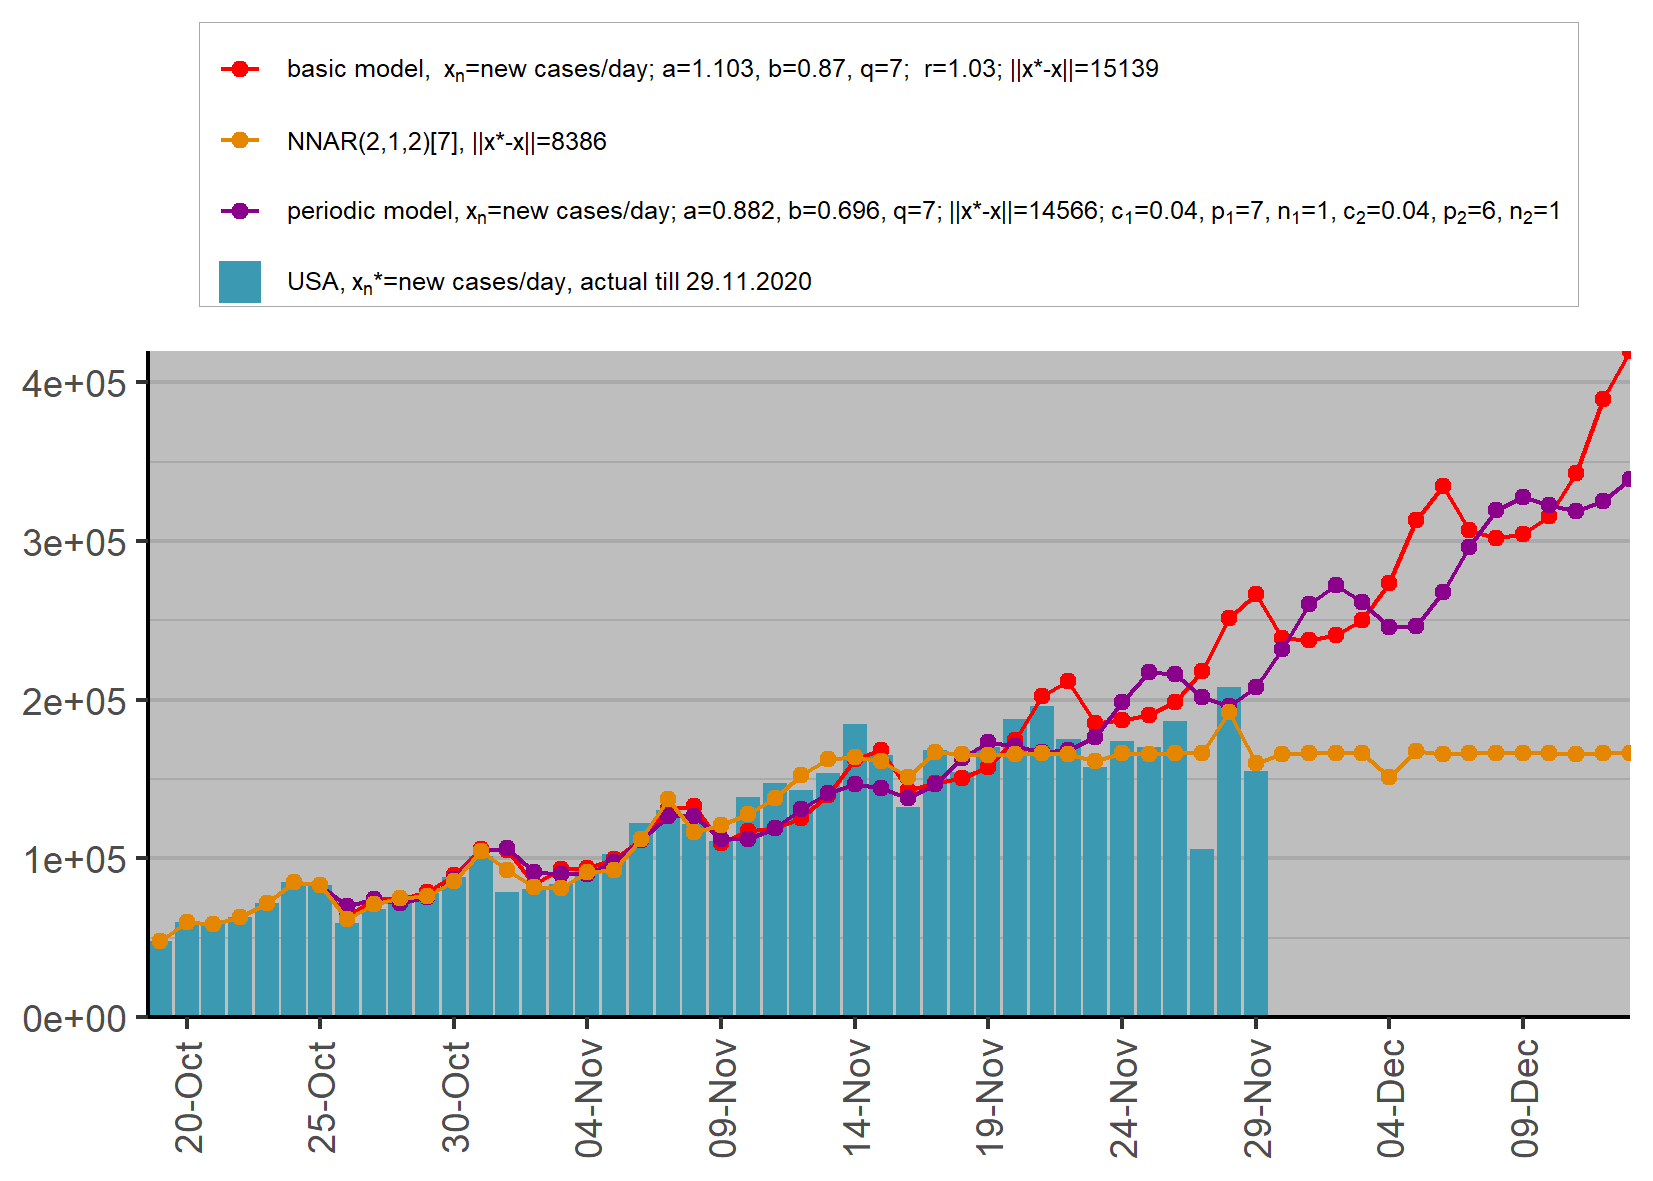 basic model,  xₙ=new cases/day; a=1.103, b=0.87, q=7;  r=1.03; ||x*-x||=15139
NNAR(2,1,2)[7], ||x*-x||=8386
periodic model, xₙ=new cases/day; a=0.882, b=0.696, q=7; ||x*-x||=14566; c₁=0.04, p₁=7, n₁=1, c₂=0.04, p₂=6, n₂=1
USA, xₙ*=new cases/day, actual till 29.11.2020
4e+05
3e+05
2e+05
1e+05
0e+00
20-Oct
25-Oct
30-Oct
04-Nov
09-Nov
14-Nov
19-Nov
24-Nov
29-Nov
04-Dec
09-Dec